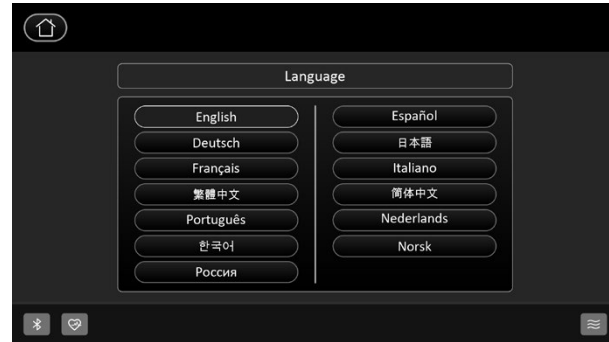 Language
English
Español
Deutsch
日本語
Français
Italiano
繁體中文
简体中文
Português
Nederlands
한국어
Norsk
Россия